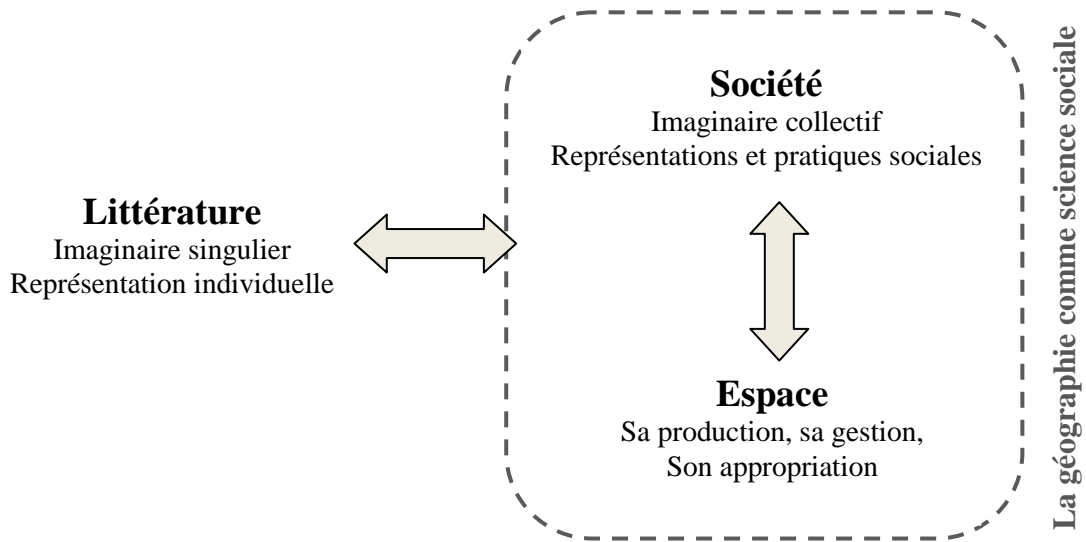 Littérature
Imaginaire singulier
Représentation individuelle
Société
Imaginaire collectif
Représentations et pratiques sociales
Espace
Sa production, sa gestion,
Son appropriation
La géographie comme science sociale